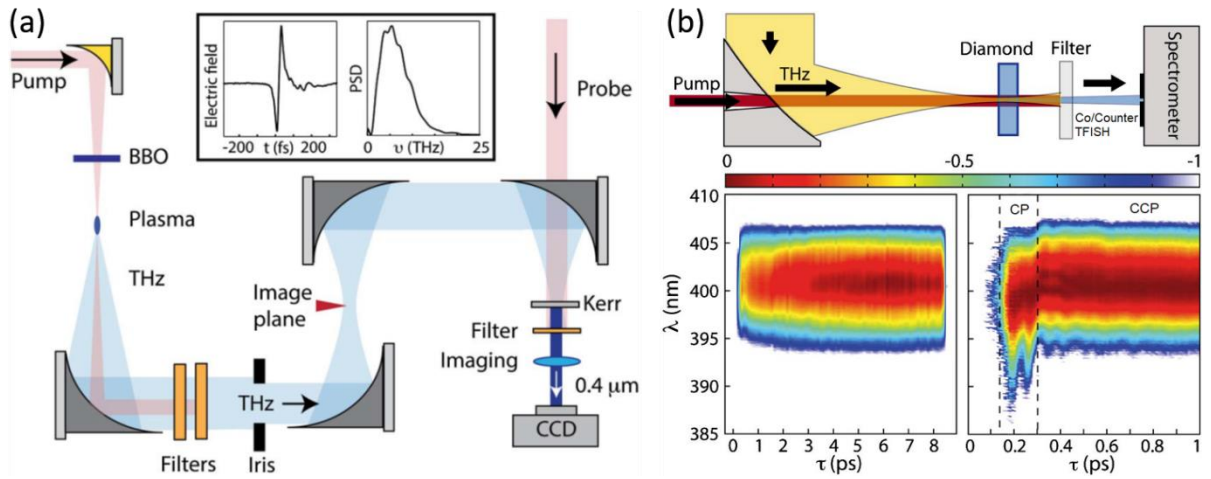 (a)
Pump
BBO
Plasma
THz
Filters
Iris
THz
Electric field
-200 0 200
t (fs)
PSD
0 25
υ (THz)
Probe
Image
plane
Kerr
Filter
Imaging
0.4 μm
CCD
(b)
Pump
THz
Diamond
Filter
Co/Counter
TFISH
Spectrometer
0 -0.5 -1
410
405
400
395
390
385
λ (nm)
0 1 2 3 4 5 6 7 8
τ (ps)
CP
CCP
0 0.2 0.4 0.6 0.8 1
τ (ps)